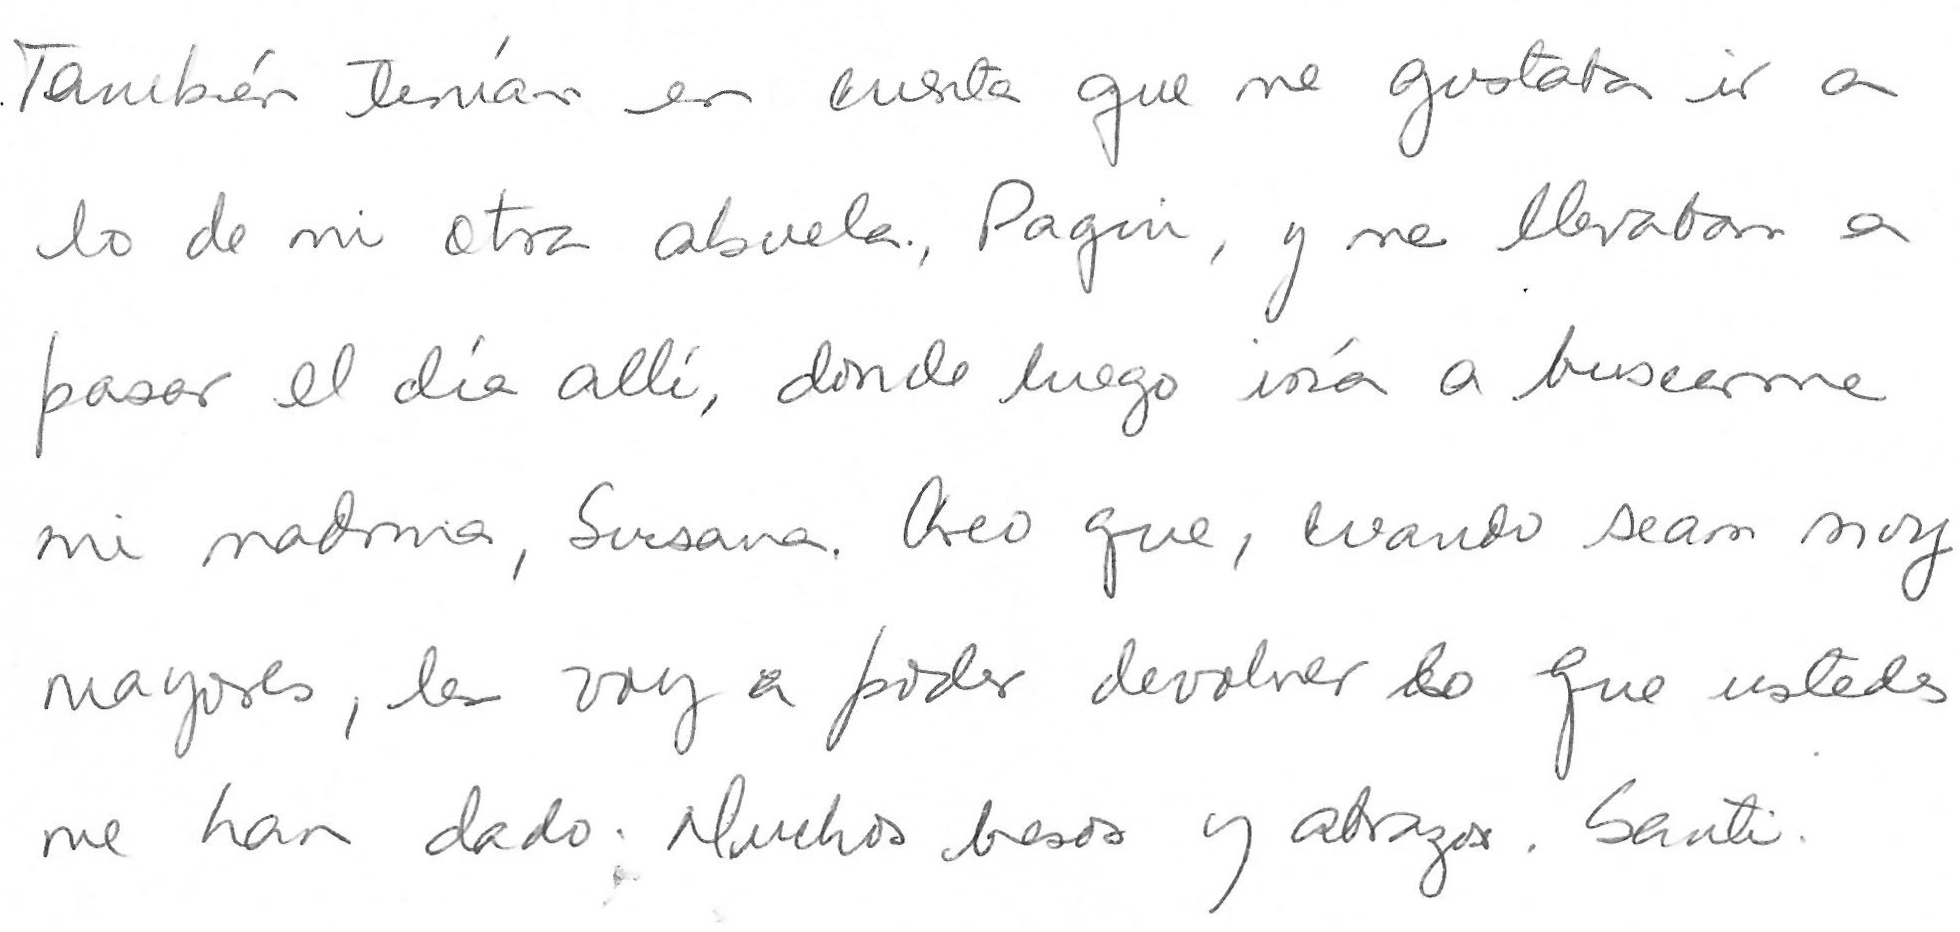 También tenían en cuenta que me gustaba ir a
lo de mi otra abuela, Pagui, y me llevaban a
pasar el día allí, donde luego iría a buscarme
mi madrina, Susana. Creo que, cuando sean muy
mayores, les voy a poder devolver lo que ustedes
me han dado. Muchos besos y abrazos. Santi.